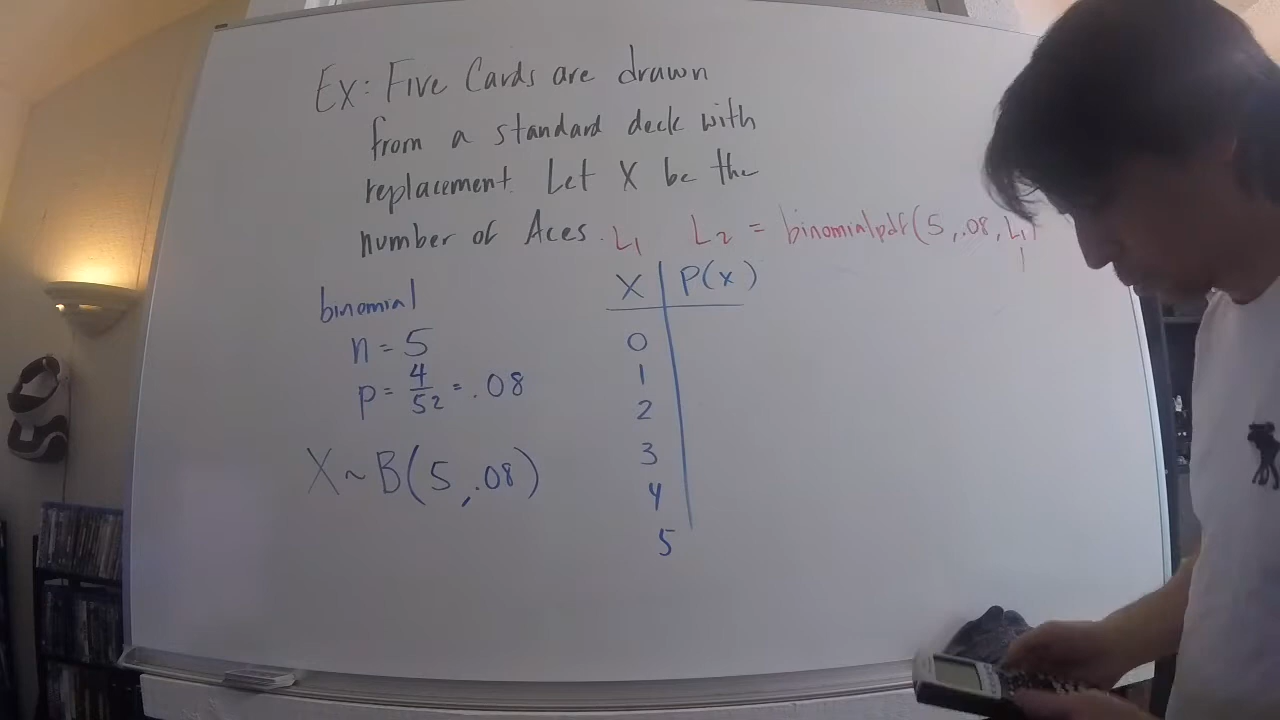 Ex: Five Cards are drawn
from a standard deck with
replacement. Let X be the
number of Aces.
L1 L2 = binomialpdf(5, .08, L1)
binomial
n = 5
p = 4/52 = .08
X ~ B(5, .08)
X P(x)
0
1
2
3
4
5